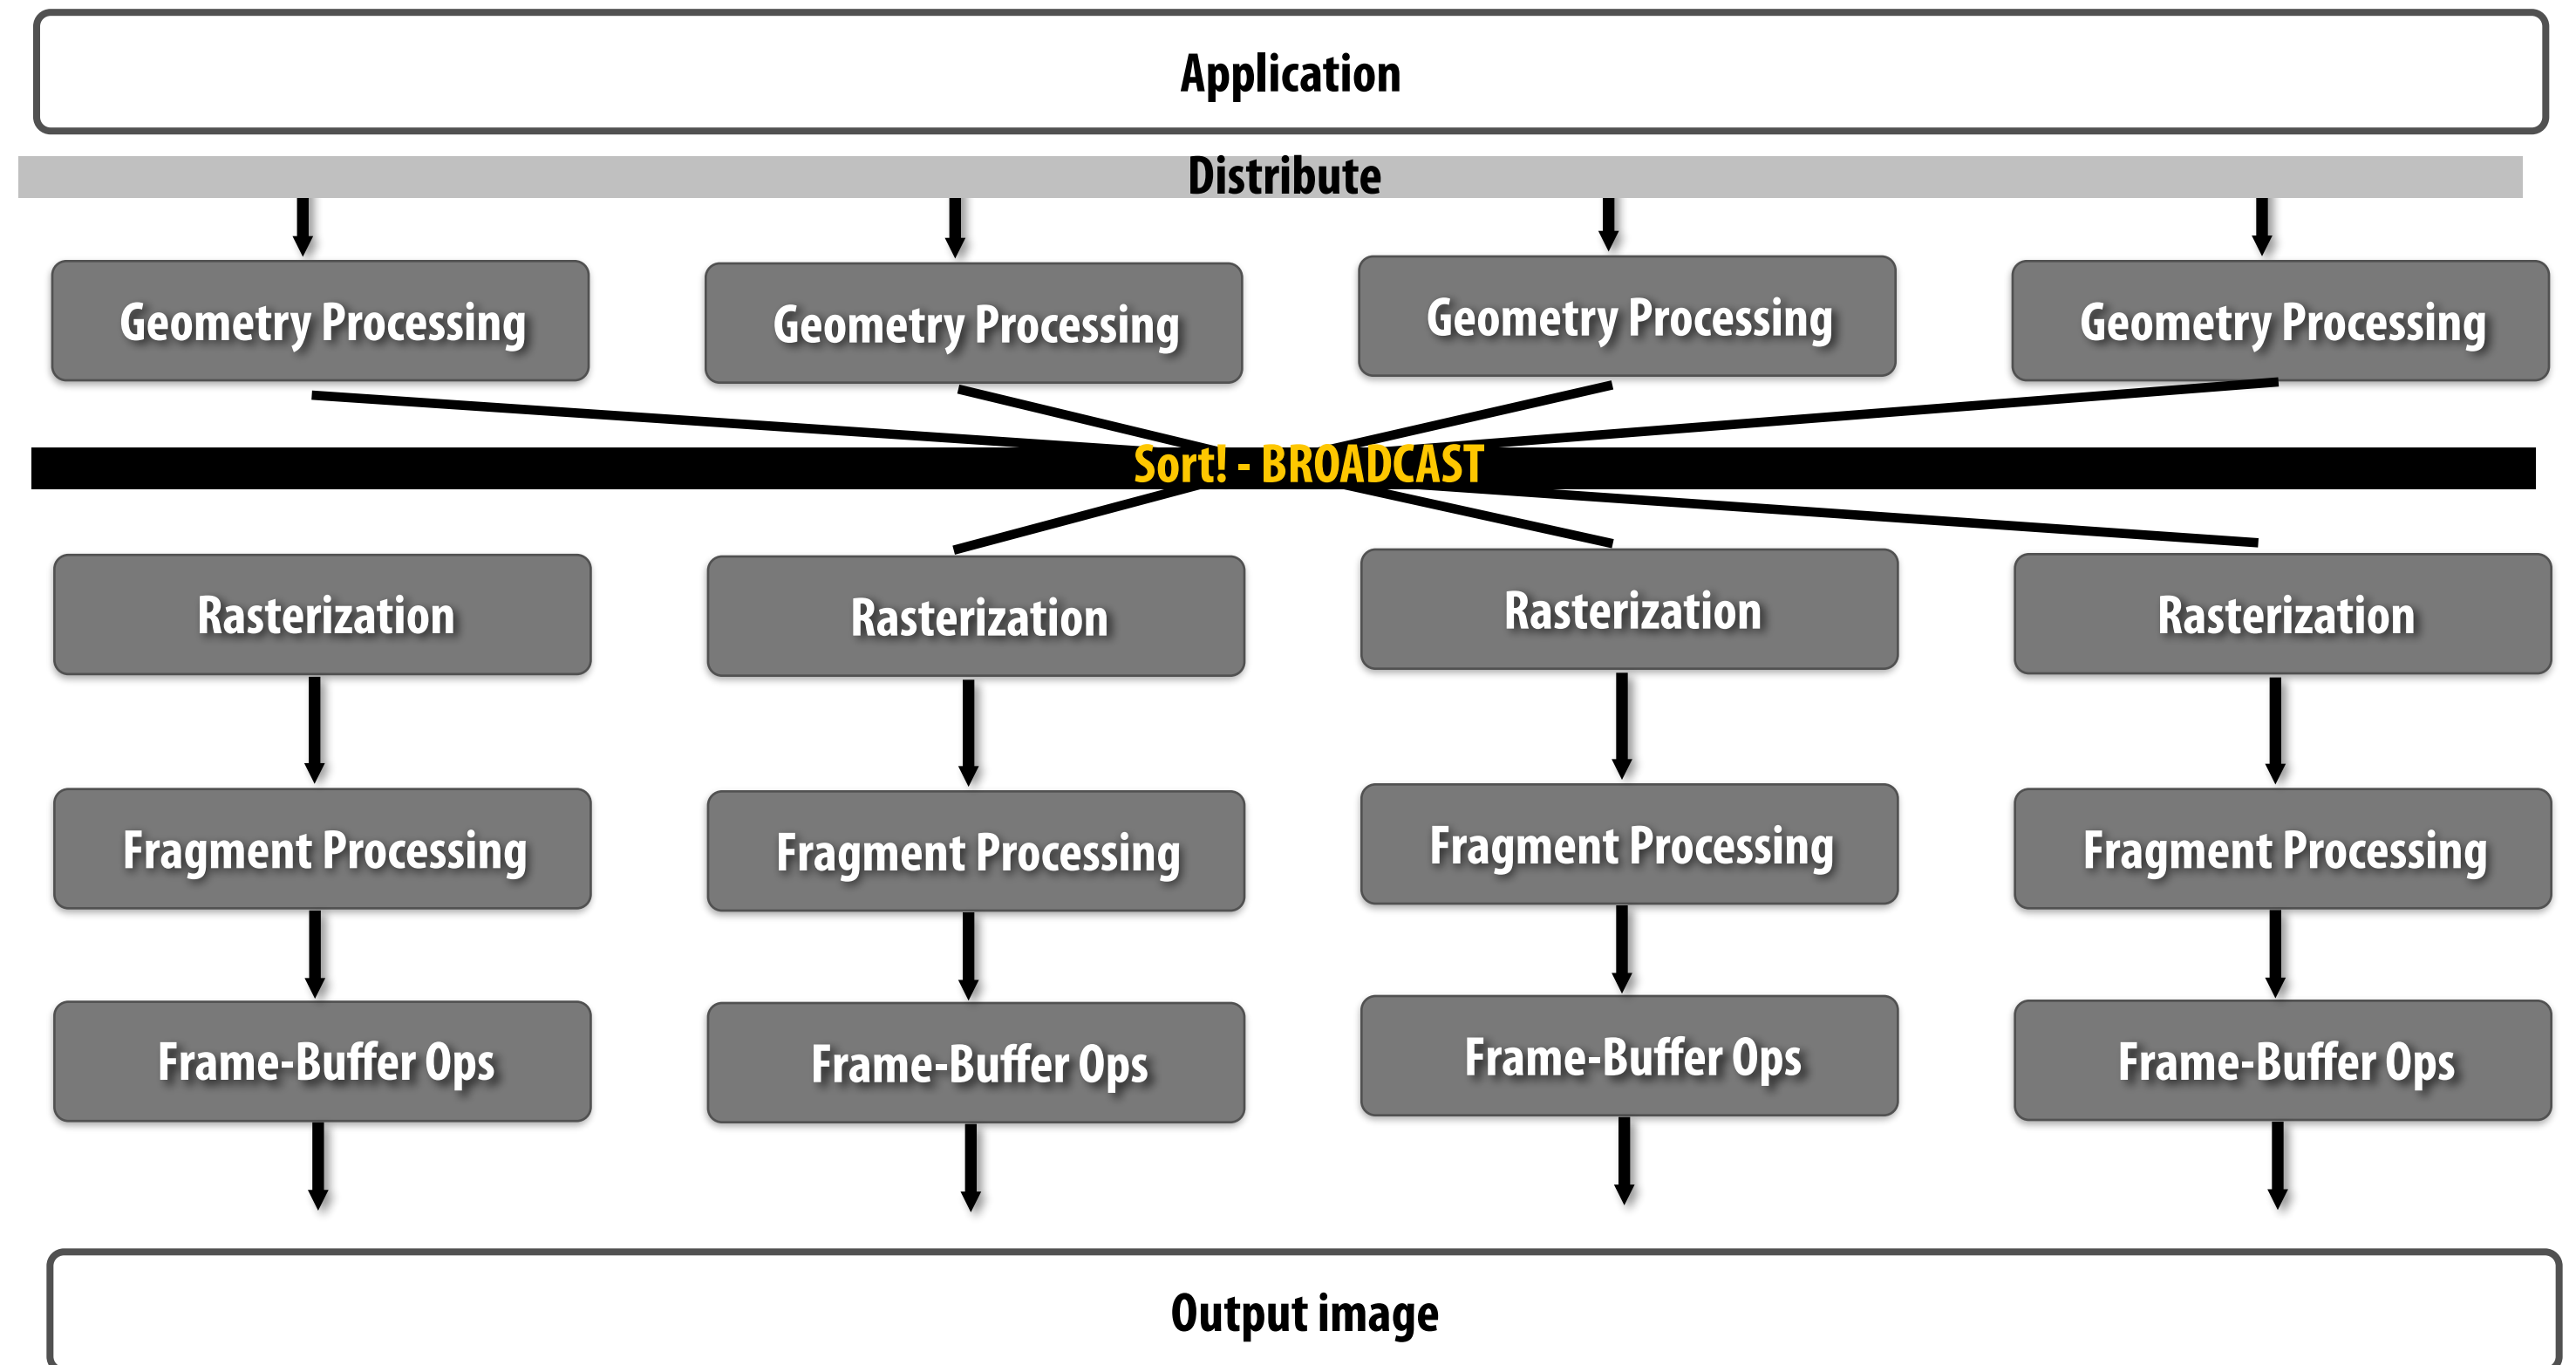 Application
Distribute
Geometry Processing
Geometry Processing
Geometry Processing
Geometry Processing
Sort! - BROADCAST
Rasterization
Rasterization
Rasterization
Rasterization
Fragment Processing
Fragment Processing
Fragment Processing
Fragment Processing
Frame-Buffer Ops
Frame-Buffer Ops
Frame-Buffer Ops
Frame-Buffer Ops
Output image